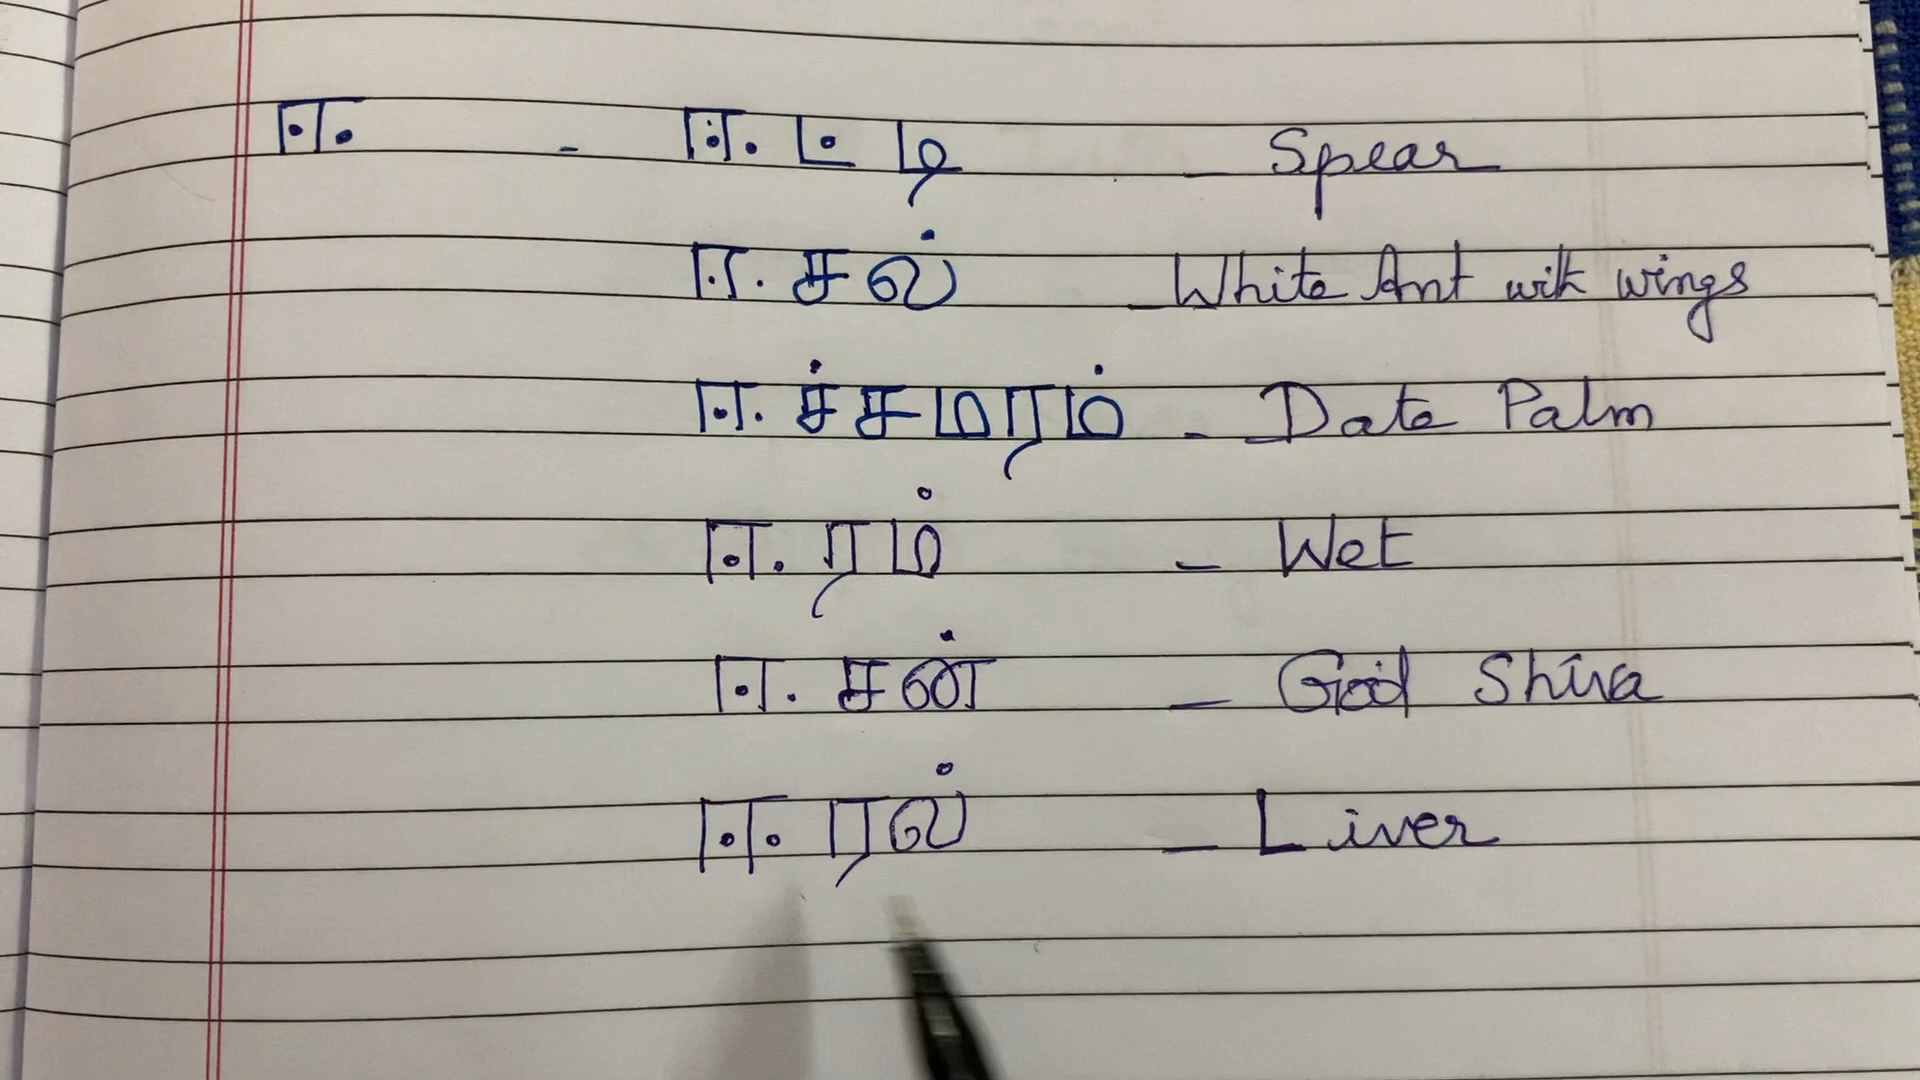 ஈ - ஈட்டி - Spear
ஈசல் - White Ant with wings
ஈச்சமரம் - Date Palm
ஈரம் - Wet
ஈசன் - God Shiva
ஈரல் - Liver